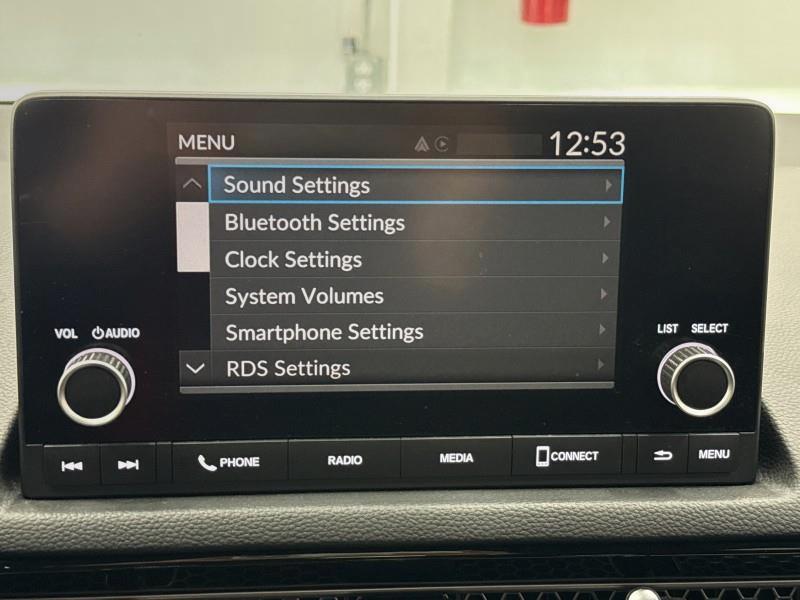 MENU 12:53
Sound Settings
Bluetooth Settings
Clock Settings
System Volumes
Smartphone Settings
RDS Settings
VOL AUDIO
LIST SELECT
PHONE RADIO MEDIA CONNECT MENU